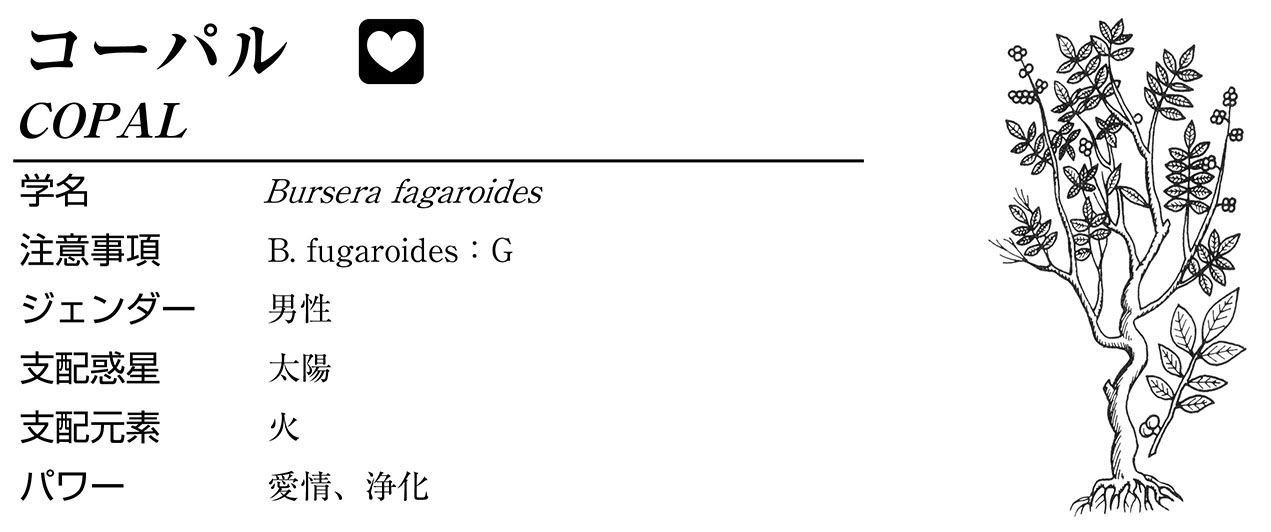 コーパル
COPAL
学名 Bursera fagaroides
注意事項 B. fugaroides：G
ジェンダー 男性
支配惑星 太陽
支配元素 火
パワー 愛情、浄化